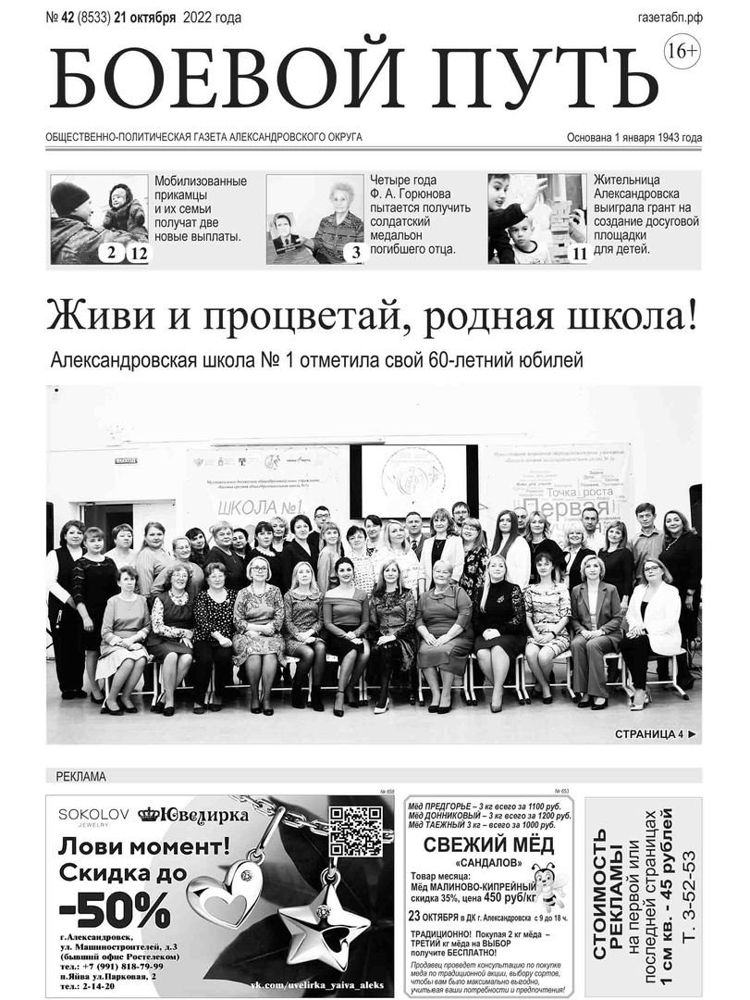 № 42 (8533) 21 октября 2022 года
газетабп.рф
БОЕВОЙ ПУТЬ
16+
ОБЩЕСТВЕННО-ПОЛИТИЧЕСКАЯ ГАЗЕТА АЛЕКСАНДРОВСКОГО ОКРУГА
Основана 1 января 1943 года
Мобилизованные
прикамцы
и их семьи
получат две
новые выплаты.
2 12
Четыре года
Ф. А. Горюнова
пытается получить
солдатский
медальон
погибшего отца.
3
Жительница
Александровска
выиграла грант на
создание досуговой
площадки
для детей.
11
Живи и процветай, родная школа!
Александровская школа № 1 отметила свой 60-летний юбилей
ШКОЛА №1,
Точка роста
Первая
СТРАНИЦА 4 ►
РЕКЛАМА
№ 658
SOKOLOV
JEWELRY
Ювелирка
Лови момент!
Скидка до
-50%
г.Александровск,
ул. Машиностроителей, д.3
(бывший офис Ростелеком)
тел.: +7 (991) 818-79-99
п.Яйва ул.Парковая, 2
тел.: 2-14-20
vk.com/uvelirka_yaiva_aleks
№ 653
Мёд ПРЕДГОРЬЕ – 3 кг всего за 1100 руб.
Мёд ДОННИКОВЫЙ – 3 кг всего за 1200 руб.
Мёд ТАЕЖНЫЙ 3 кг – всего за 1000 руб.
СВЕЖИЙ МЁД
«САНДАЛОВ»
Товар месяца:
Мёд МАЛИНОВО-КИПРЕЙНЫЙ
скидка 35%, цена 450 руб/кг
23 ОКТЯБРЯ в ДК г. Александровска с 9 до 18 ч.
ТРАДИЦИОННО! Покупая 2 кг мёда –
ТРЕТИЙ кг мёда на ВЫБОР
получите БЕСПЛАТНО!
Продавец проведет консультацию по покупке
меда по традиционной акции, выбору сортов,
чтобы вам было максимально выгодно,
учитывая ваши потребности и предпочтения!
СТОИМОСТЬ
РЕКЛАМЫ
на первой или
последней страницах
1 см кв. - 45 рублей
Т. 3-52-53